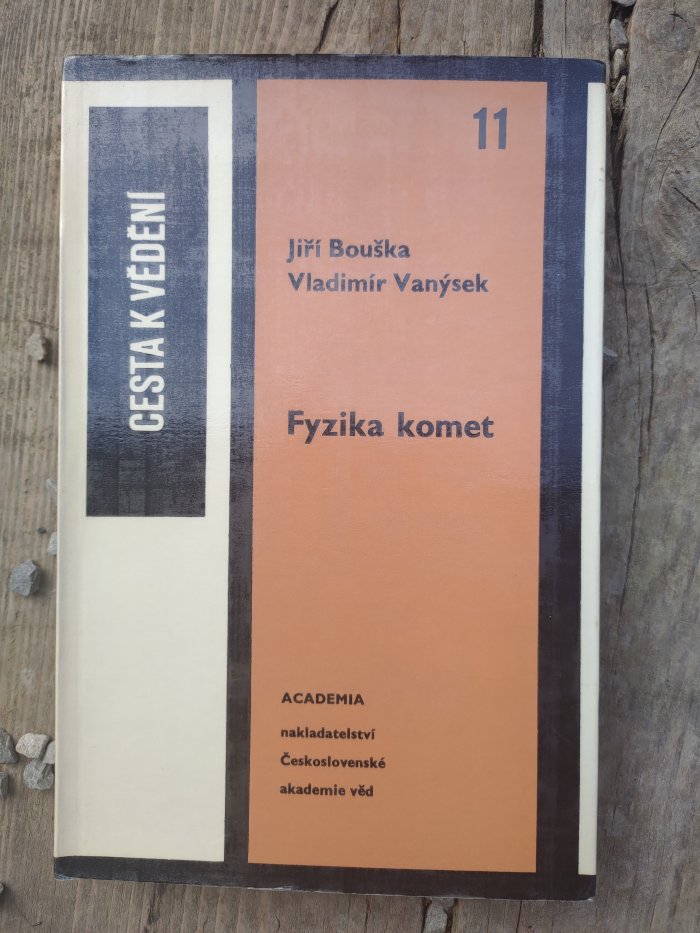 CESTA K VĚDĚNÍ
11
Jiří Bouška
Vladimír Vanýsek
Fyzika komet
ACADEMIA
nakladatelství
Československé
akademie věd